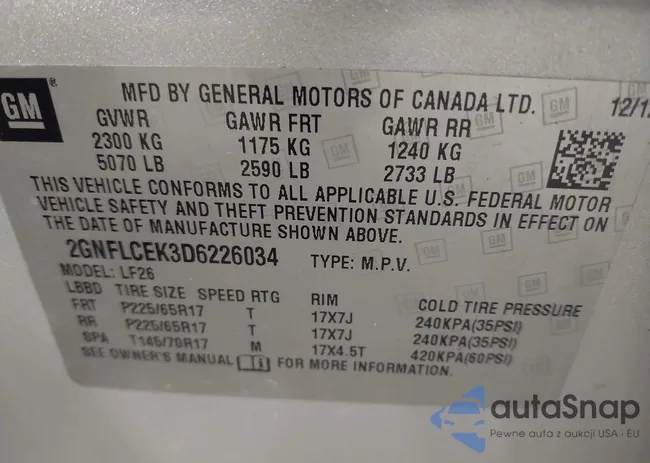 GM
MFD BY GENERAL MOTORS OF CANADA LTD.
GVWR GAWR FRT GAWR RR
2300 KG 1175 KG 1240 KG
5070 LB 2590 LB 2733 LB
THIS VEHICLE CONFORMS TO ALL APPLICABLE U.S. FEDERAL MOTOR
VEHICLE SAFETY AND THEFT PREVENTION STANDARDS IN EFFECT ON
THE DATE OF MANUFACTURE SHOWN ABOVE.
2GNFLCEK3D6226034 TYPE: M.P.V.
MODEL: LF26
LBBD TIRE SIZE SPEED RTG RIM COLD TIRE PRESSURE
FRT P225/65R17 T 17X7J 240KPA(35PSI)
RR P225/65R17 T 17X7J 240KPA(35PSI)
SPA T145/70R17 M 17X4.5T 420KPA(60PSI)
SEE OWNER'S MANUAL i FOR MORE INFORMATION.
autaSnap
Pewne auta z aukcji USA - EU